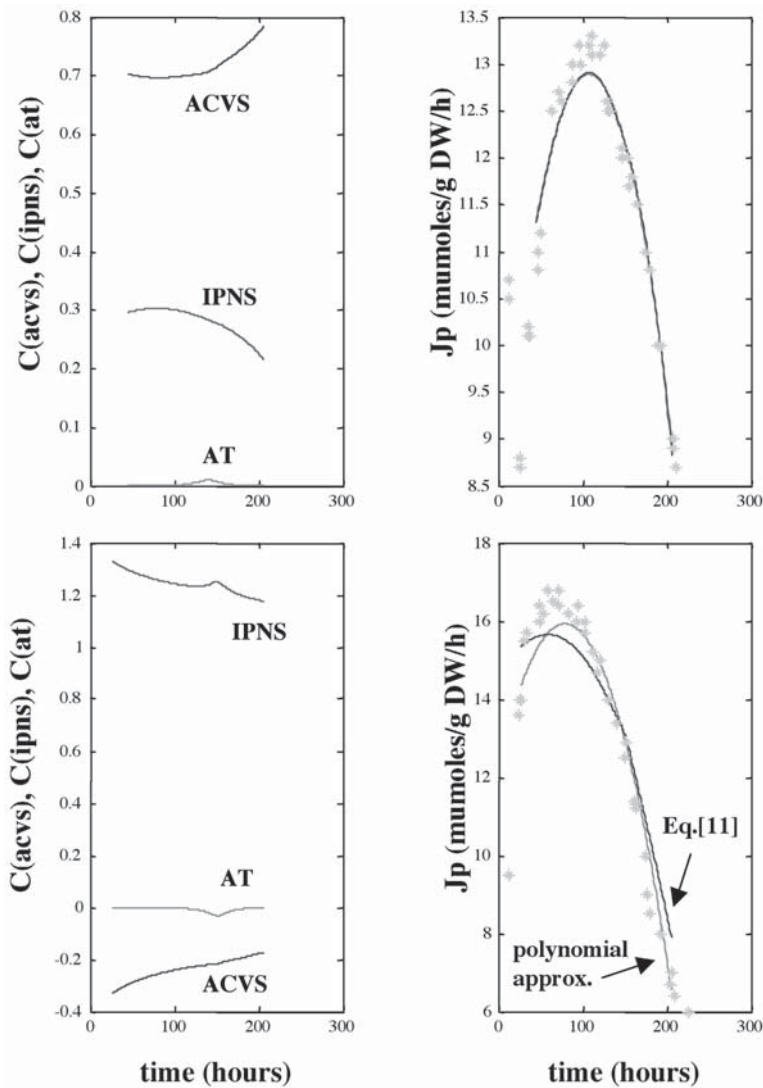 C(acvs), C(ipns), C(at)
0.8
0.7
0.6
0.5
0.4
0.3
0.2
0.1
0
ACVS
IPNS
AT
0 100 200 300
Jp (mumoles/g DW/h)
13.5
13
12.5
12
11.5
11
10.5
10
9.5
9
8.5
0 100 200 300
C(acvs), C(ipns), C(at)
1.4
1.2
1
0.8
0.6
0.4
0.2
0
-0.2
-0.4
IPNS
AT
ACVS
0 100 200 300
time (hours)
Jp (mumoles/g DW/h)
18
16
14
12
10
8
6
Eq.[11]
polynomial
approx.
0 100 200 300
time (hours)